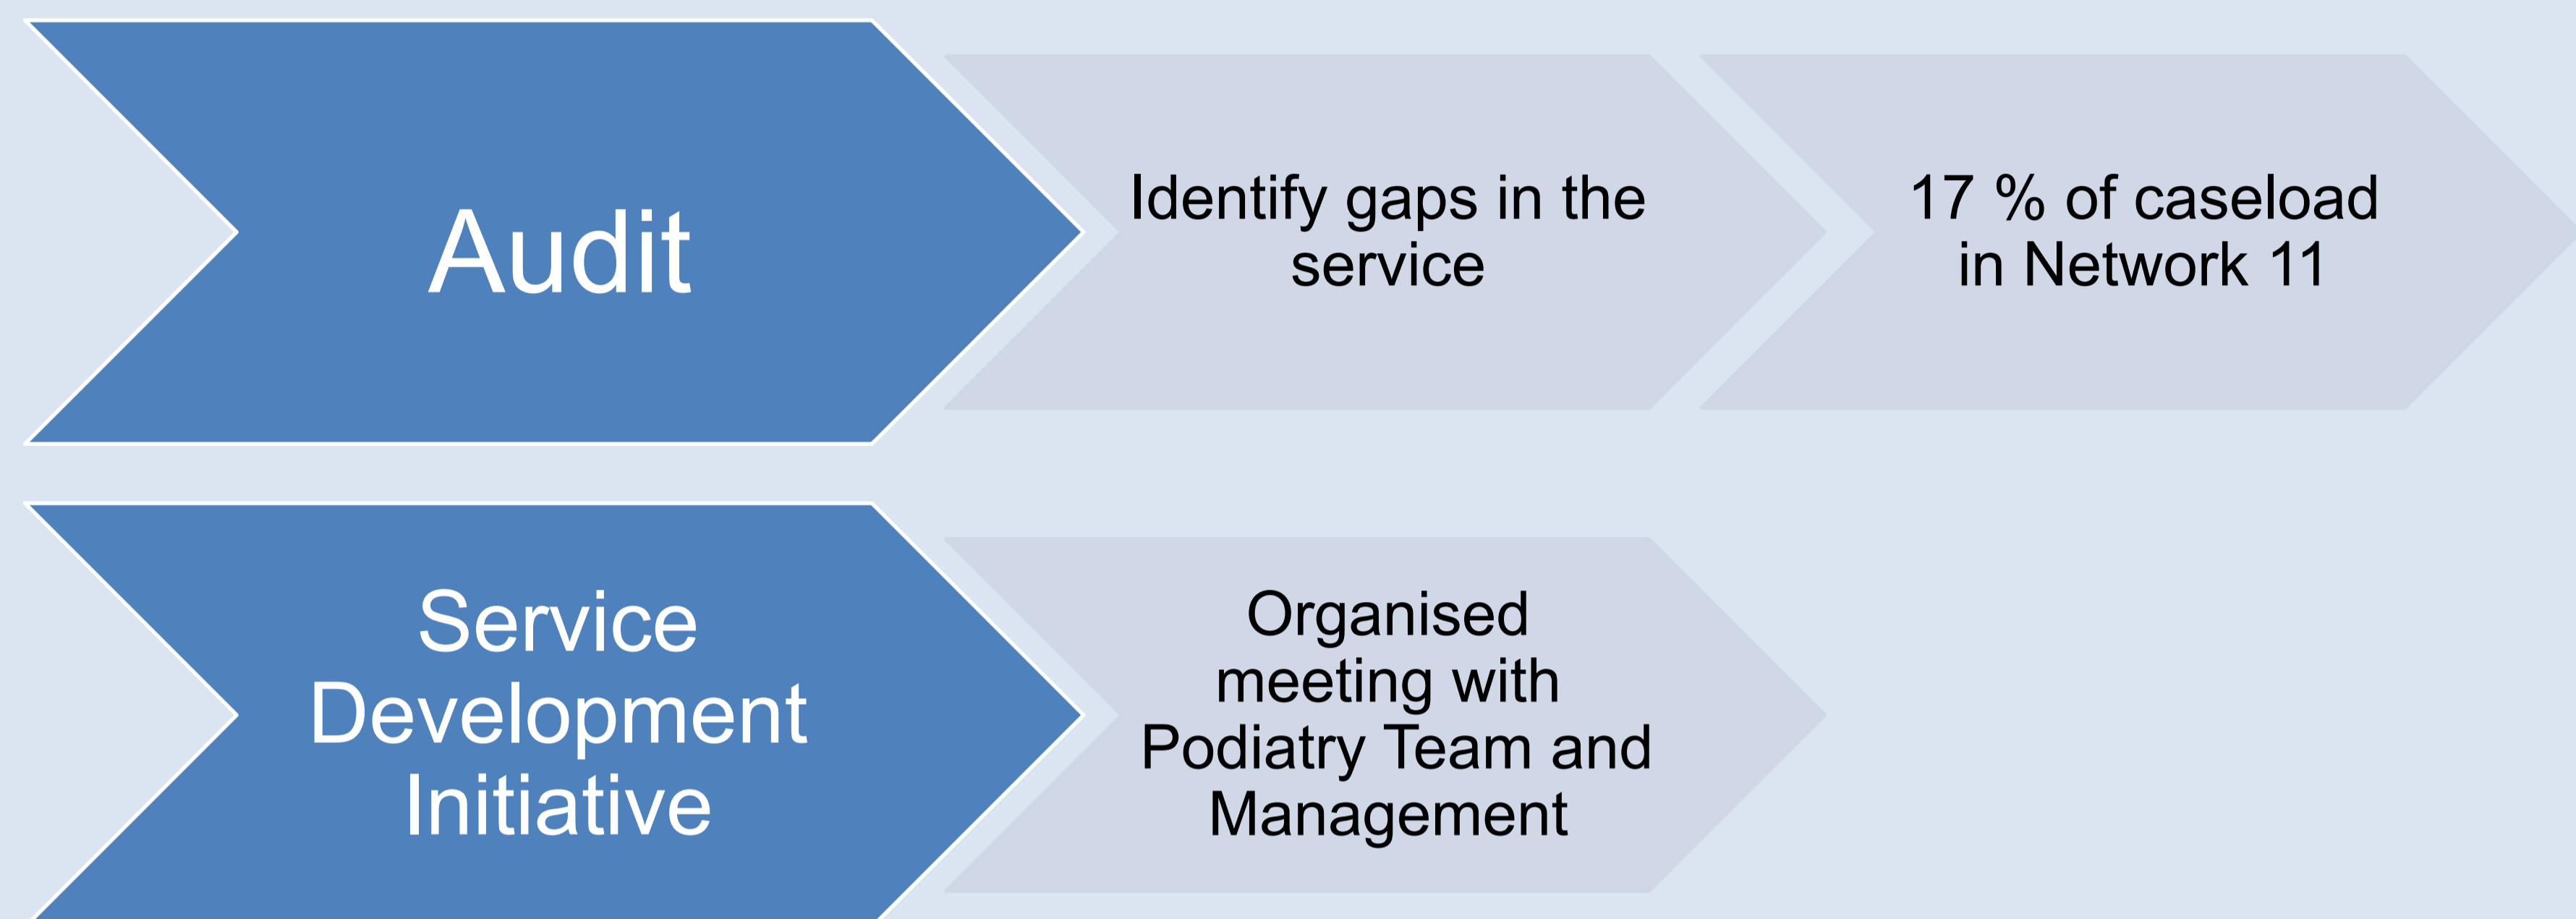 Audit
Identify gaps in the
service
17 % of caseload
in Network 11
Service
Development
Initiative
Organised
meeting with
Podiatry Team and
Management